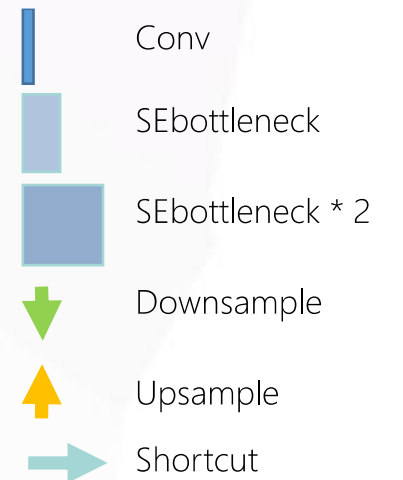 Conv
SEbottleneck
SEbottleneck * 2
Downsample
Upsample
Shortcut